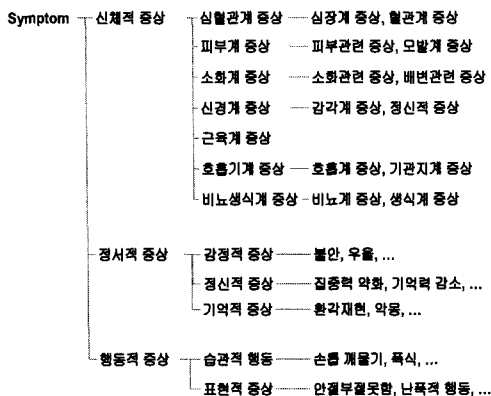 Symptom 신체적 증상 심혈관계 증상 심장계 증상, 혈관계 증상
피부계 증상 피부관련 증상, 모발계 증상
소화계 증상 소화관련 증상, 배변관련 증상
신경계 증상 감각계 증상, 정신적 증상
근육계 증상
호흡기계 증상 호흡계 증상, 기관지계 증상
비뇨생식계 증상 비뇨계 증상, 생식계 증상
정서적 증상 감정적 증상 불안, 우울, ...
정신적 증상 집중력 약화, 기억력 감소, ...
기억적 증상 환각재현, 악몽, ...
행동적 증상 습관적 행동 손톱 깨물기, 폭식, ...
표현적 증상 안절부절못함, 난폭적 행동, ...